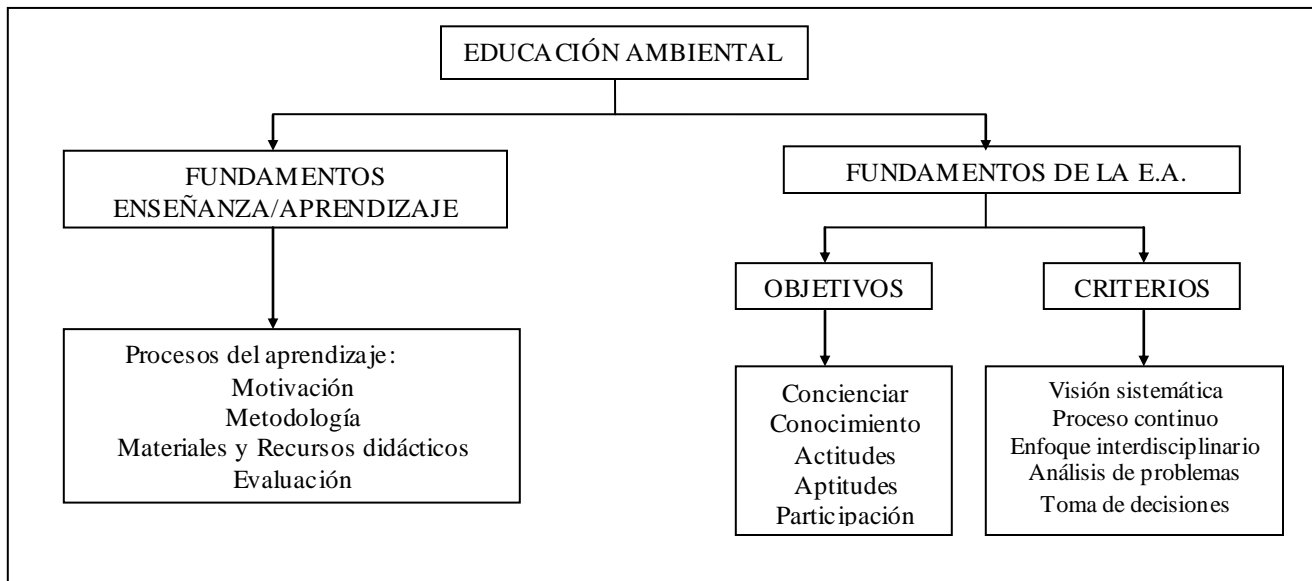 EDUCACIÓN AMBIENTAL
FUNDAMENTOS
ENSEÑANZA/APRENDIZAJE
Procesos del aprendizaje:
Motivación
Metodología
Materiales y Recursos didácticos
Evaluación
FUNDAMENTOS DE LA E.A.
OBJETIVOS
Concienciar
Conocimiento
Actitudes
Aptitudes
Participación
CRITERIOS
Visión sistemática
Proceso continuo
Enfoque interdisciplinario
Análisis de problemas
Toma de decisiones